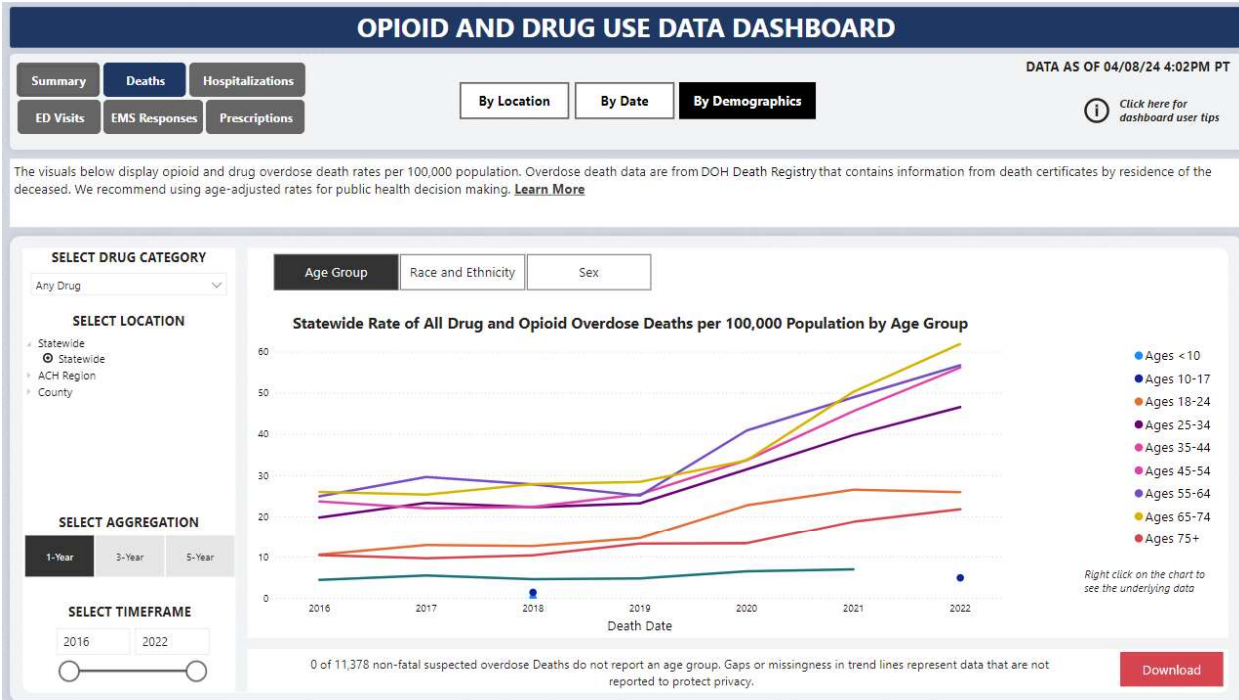 OPIOID AND DRUG USE DATA DASHBOARD
Summary
Deaths
Hospitalizations
ED Visits
EMS Responses
Prescriptions
By Location
By Date
By Demographics
DATA AS OF 04/08/24 4:02PM PT
Click here for
dashboard user tips
The visuals below display opioid and drug overdose death rates per 100,000 population. Overdose death data are from DOH Death Registry that contains information from death certificates by residence of the
deceased. We recommend using age-adjusted rates for public health decision making. Learn More
SELECT DRUG CATEGORY
Any Drug
SELECT LOCATION
Statewide
Statewide
ACH Region
County
SELECT AGGREGATION
1-Year
3-Year
5-Year
SELECT TIMEFRAME
2016
2022
Age Group
Race and Ethnicity
Sex
Statewide Rate of All Drug and Opioid Overdose Deaths per 100,000 Population by Age Group
60
50
40
30
20
10
0
2016
2017
2018
2019
2020
2021
2022
Death Date
Ages <10
Ages 10-17
Ages 18-24
Ages 25-34
Ages 35-44
Ages 45-54
Ages 55-64
Ages 65-74
Ages 75+
Right click on the chart to
see the underlying data
0 of 11,378 non-fatal suspected overdose Deaths do not report an age group. Gaps or missingness in trend lines represent data that are not
reported to protect privacy.
Download